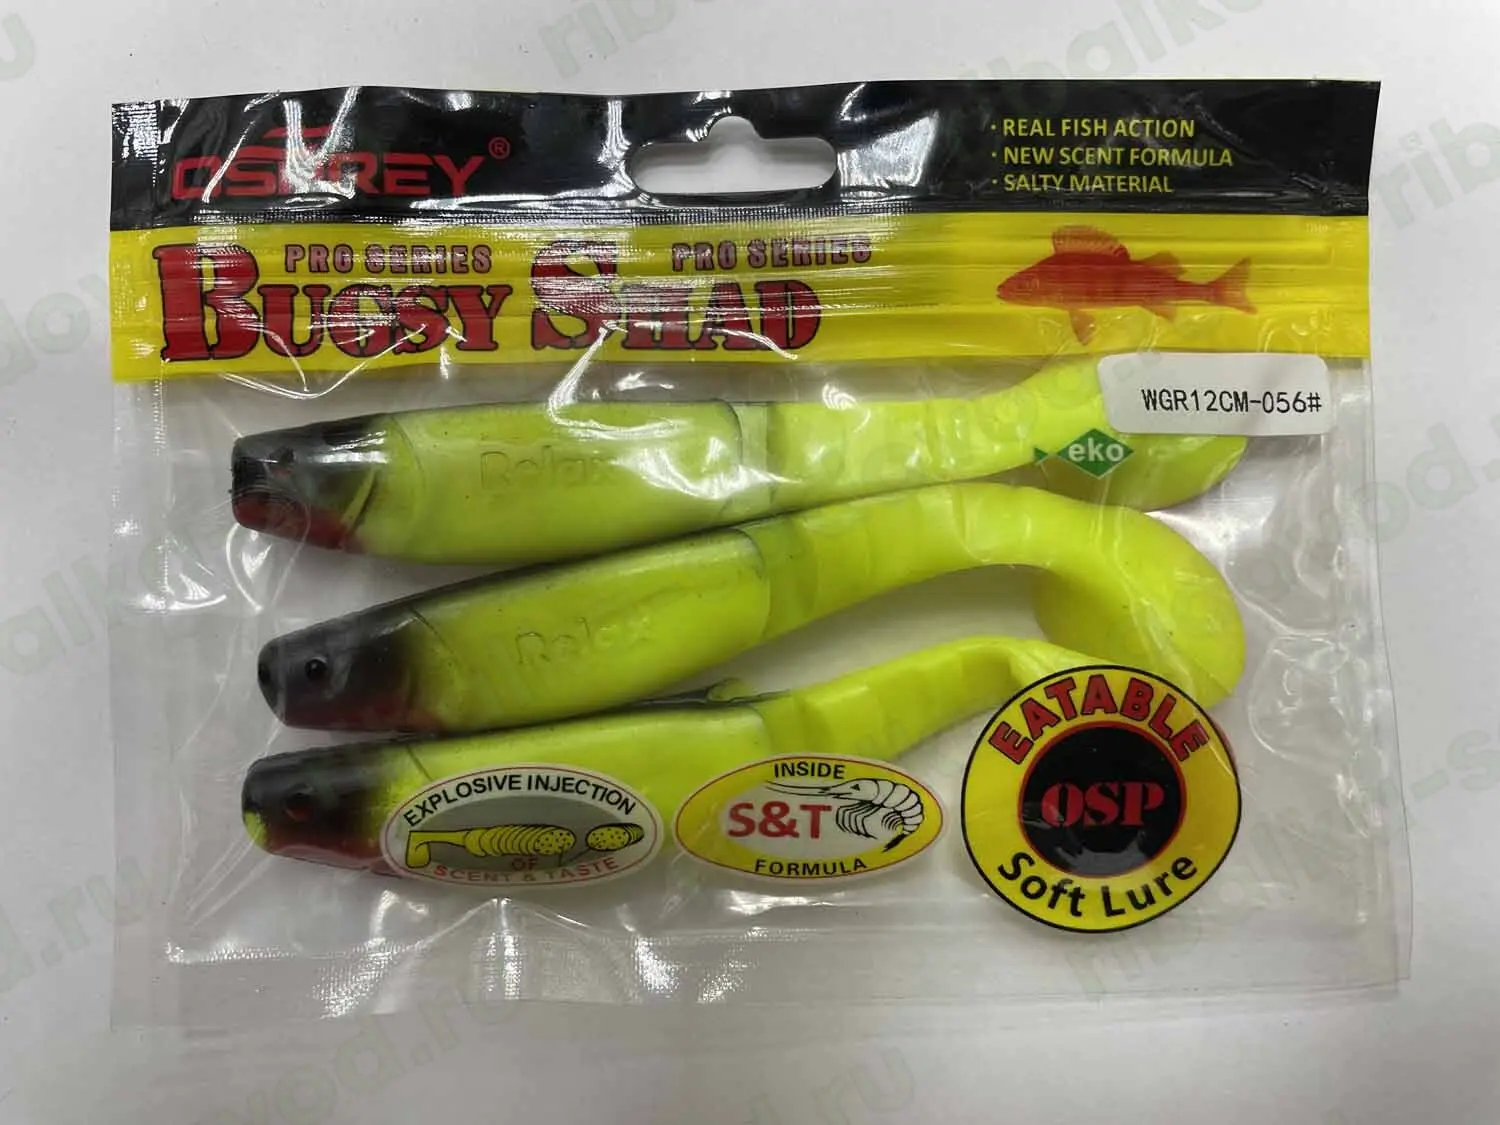 OSPREY®
· REAL FISH ACTION
· NEW SCENT FORMULA
· SALTY MATERIAL
PRO SERIES PRO SERIES
BUGSY SHAD
WGR12CM-056#
eko
Relax
Relax
EXPLOSIVE INJECTION
OF
SCENT & TASTE
INSIDE
S&T
FORMULA
EATABLE
OSP
Soft Lure